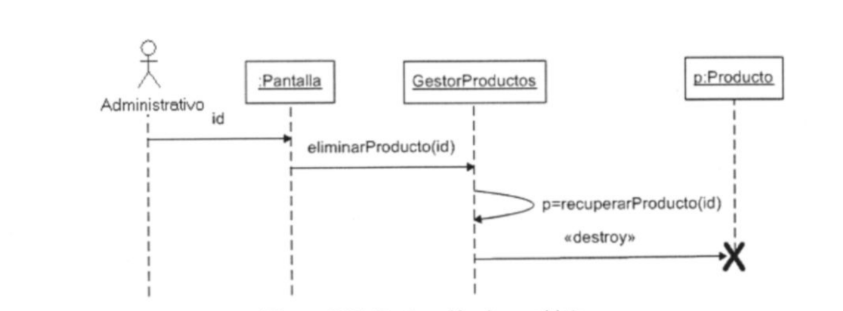 :Pantalla
GestorProductos
p:Producto
Administrativo
id
eliminarProducto(id)
p=recuperarProducto(id)
«destroy»